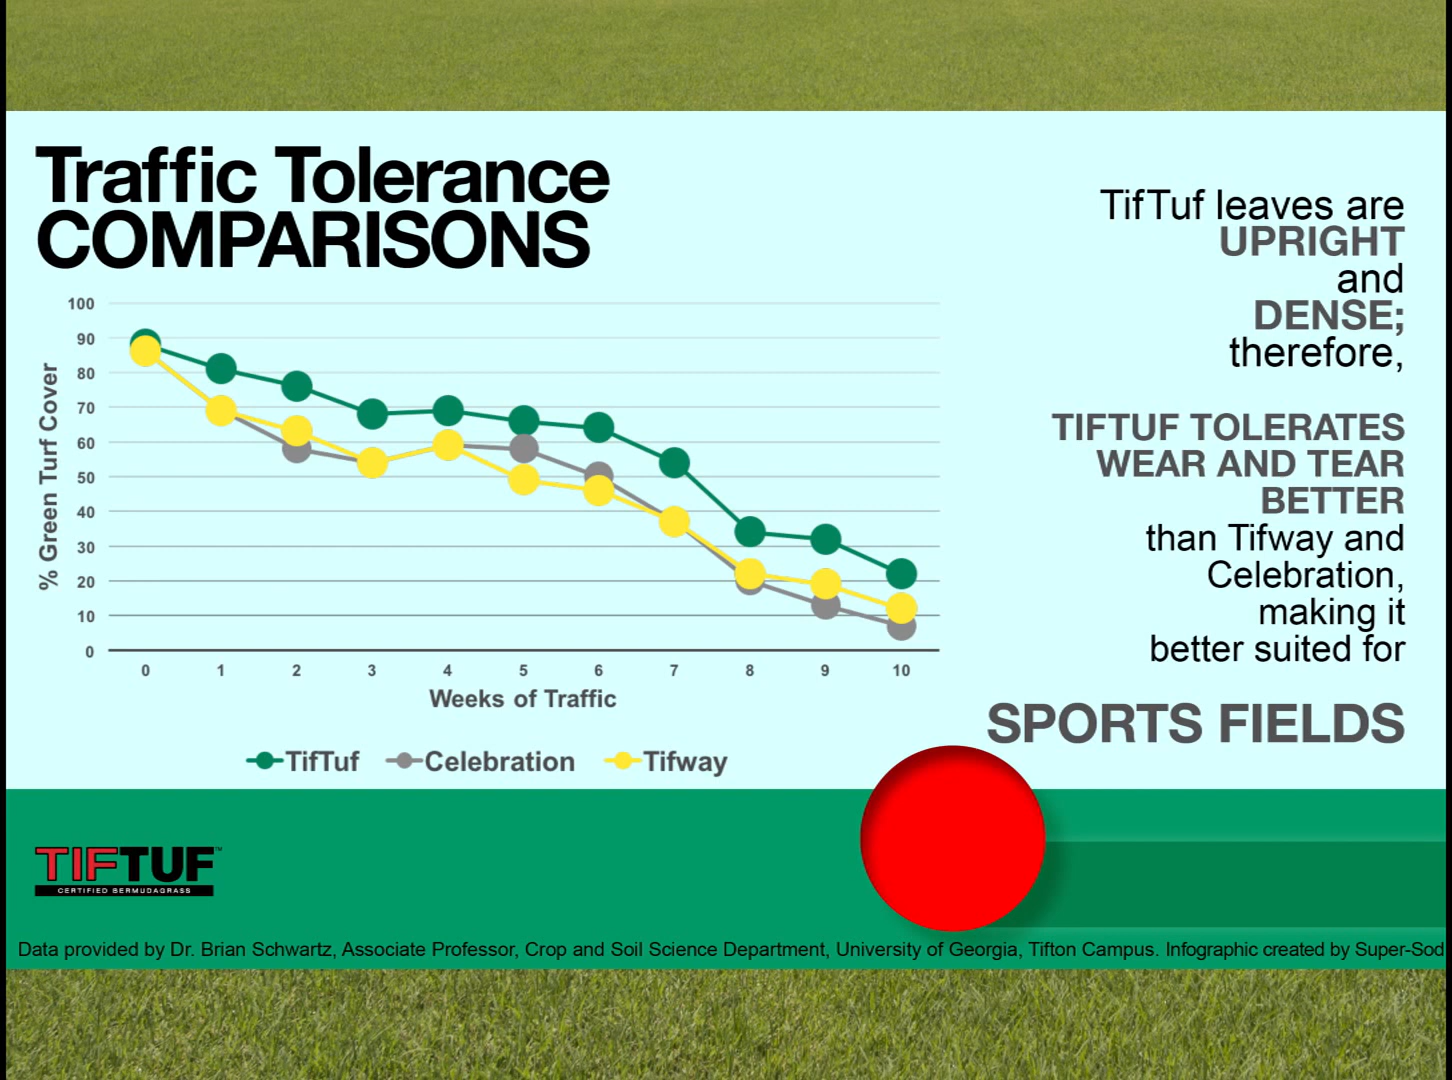 Traffic Tolerance
COMPARISONS
100
90
80
70
60
50
40
30
20
10
0
% Green Turf Cover
0 1 2 3 4 5 6 7 8 9 10
Weeks of Traffic
TifTuf Celebration Tifway
TifTuf leaves are
UPRIGHT
and
DENSE;
therefore,
TIFTUF TOLERATES
WEAR AND TEAR
BETTER
than Tifway and
Celebration,
making it
better suited for
SPORTS FIELDS
TIFTUF™
CERTIFIED BERMUDAGRASS
Data provided by Dr. Brian Schwartz, Associate Professor, Crop and Soil Science Department, University of Georgia, Tifton Campus. Infographic created by Super-Sod